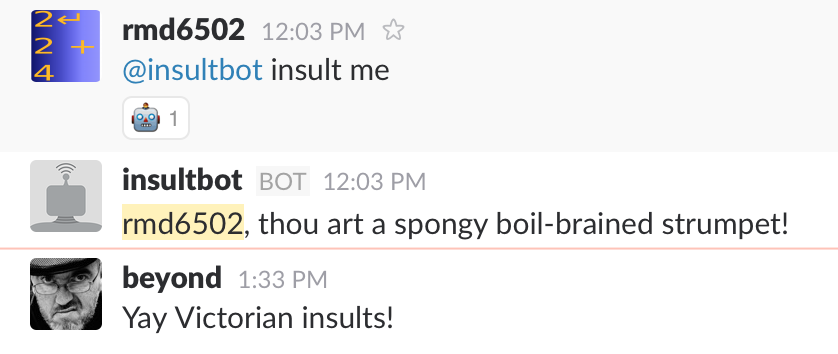 2↵
2 +
4
rmd6502 12:03 PM
@insultbot insult me
1
insultbot BOT 12:03 PM
rmd6502, thou art a spongy boil-brained strumpet!
beyond 1:33 PM
Yay Victorian insults!